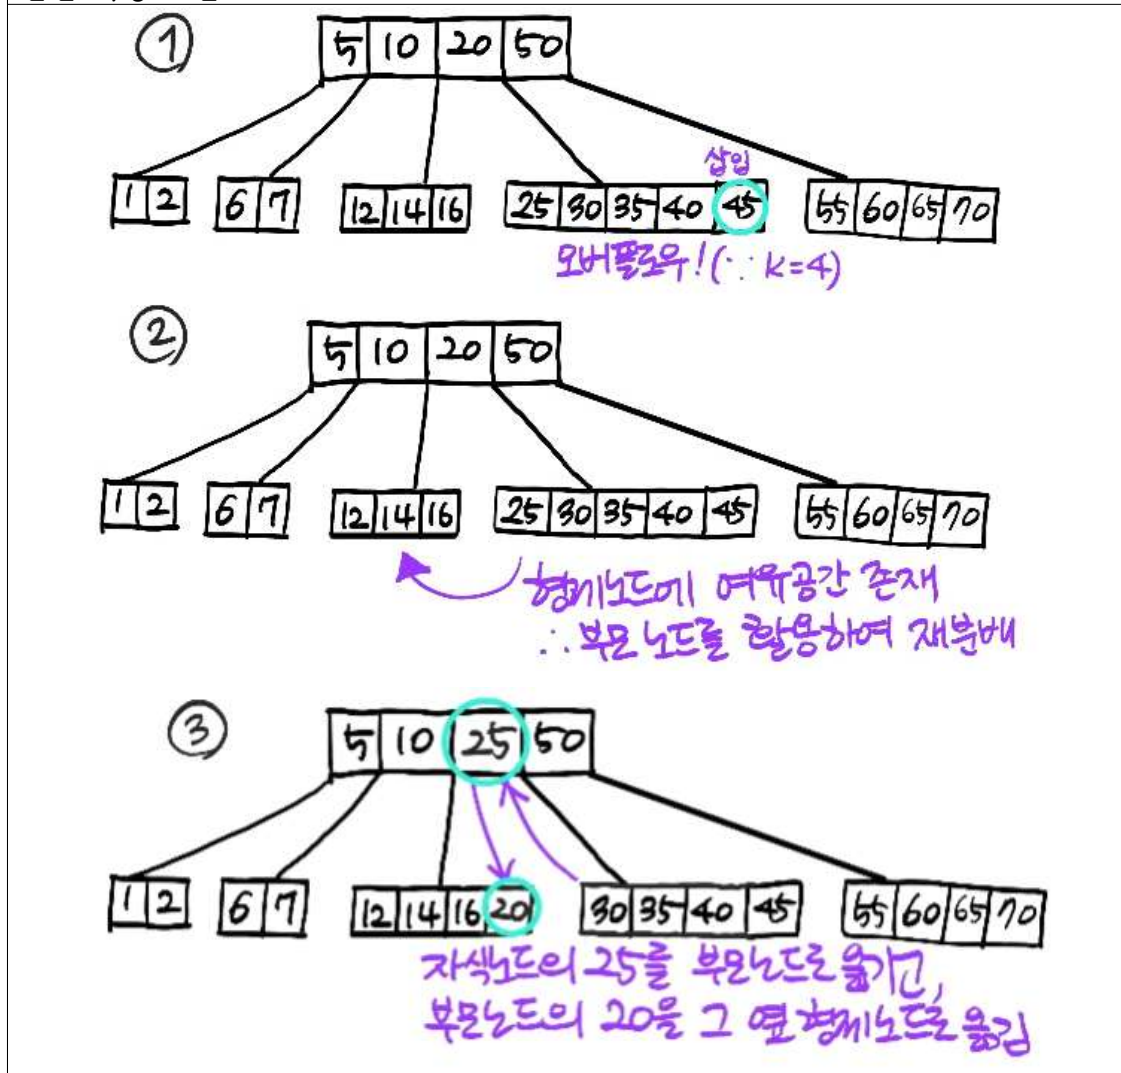 ①
5 10 20 50
삽입
1 2 6 7 12 14 16 25 30 35 40 45 55 60 65 70
오버플로우! (∵ K=4)
②
5 10 20 50
1 2 6 7 12 14 16 25 30 35 40 45 55 60 65 70
형제노드에 여유공간 존재
∴ 부모 노드를 활용하여 재분배
③
5 10 25 50
1 2 6 7 12 14 16 20 30 35 40 45 55 60 65 70
자식노드의 25를 부모노드로 옮기고,
부모노드의 20을 그 옆 형제노드로 옮김